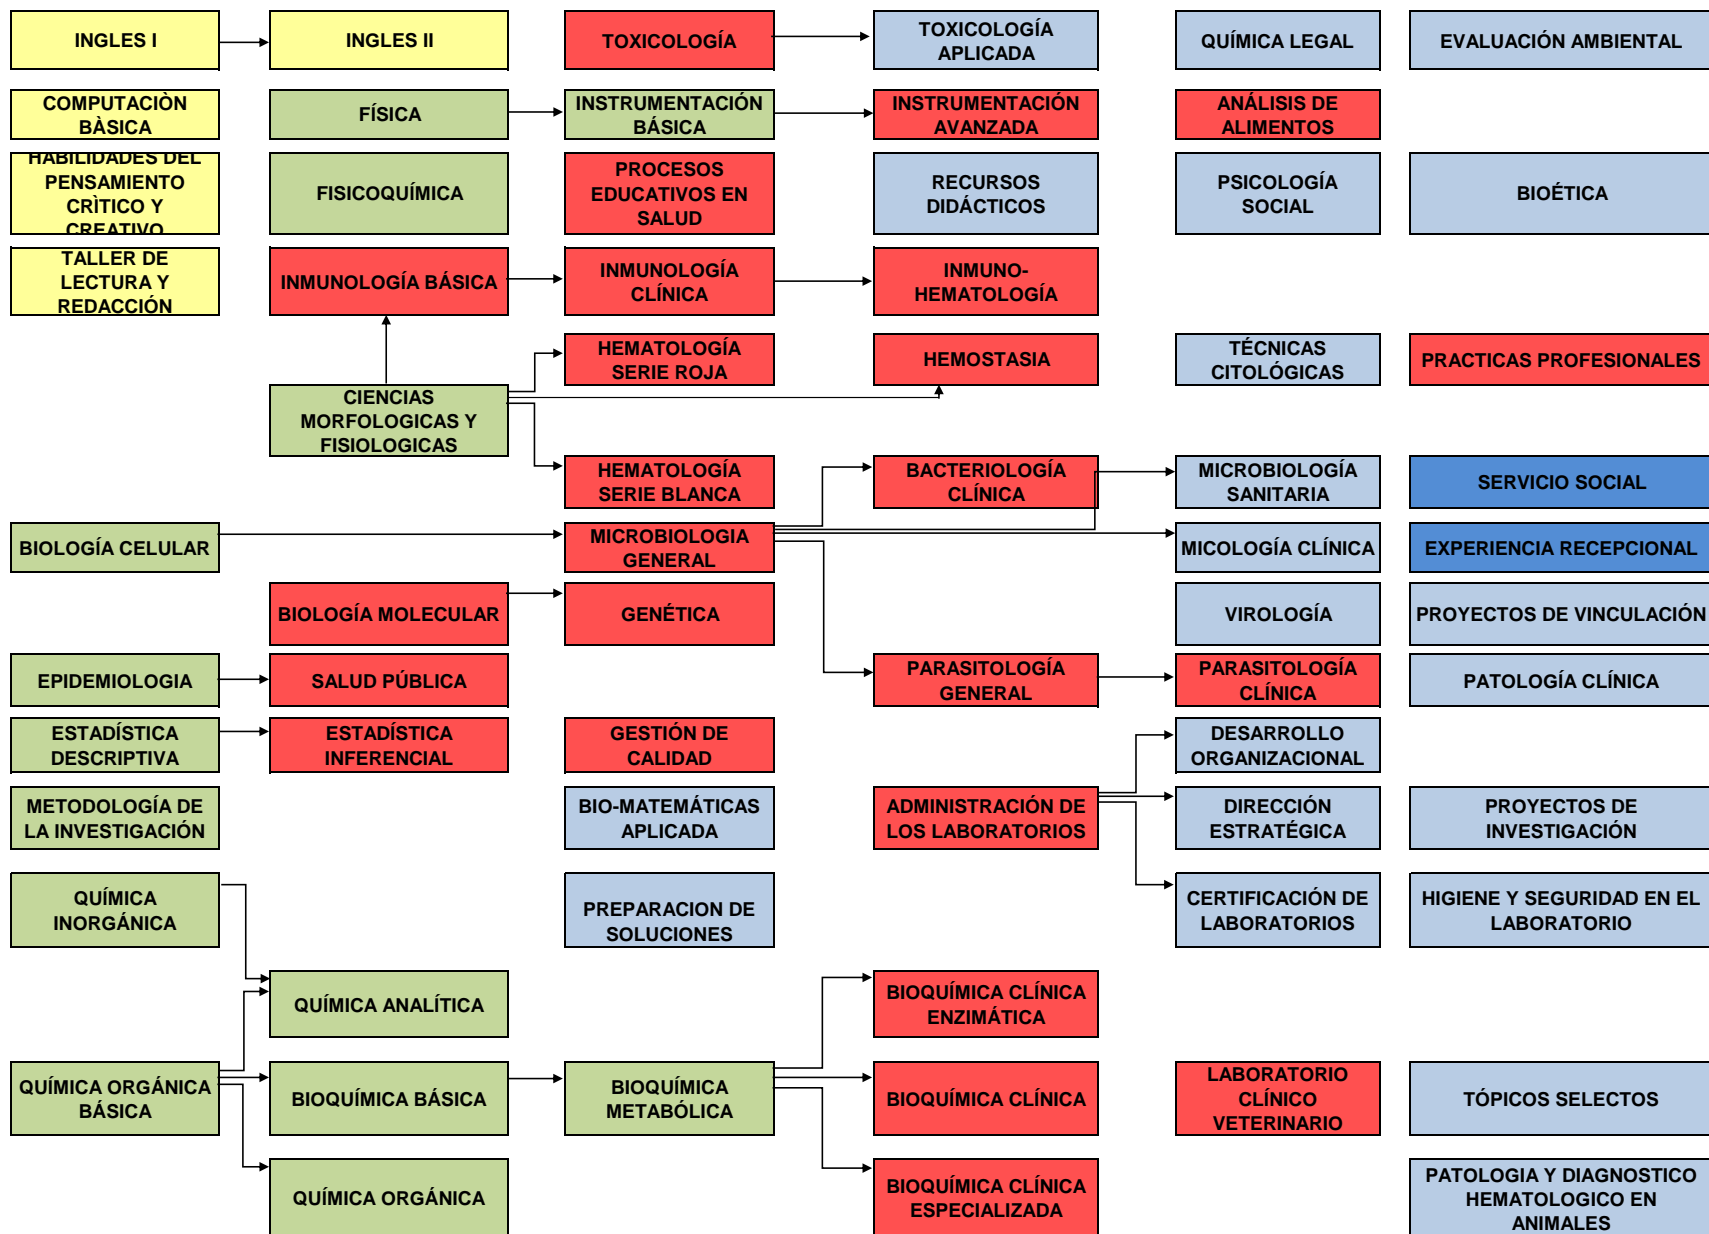 INGLES I
INGLES II
TOXICOLOGÍA
TOXICOLOGÍA
APLICADA
QUÍMICA LEGAL
EVALUACIÓN AMBIENTAL
COMPUTACIÒN
BÀSICA
FÍSICA
INSTRUMENTACIÓN
BÁSICA
INSTRUMENTACIÓN
AVANZADA
ANÁLISIS DE
ALIMENTOS
HABILIDADES DEL
PENSAMIENTO
CRÌTICO Y
CREATIVO
FISICOQUÍMICA
PROCESOS
EDUCATIVOS EN
SALUD
RECURSOS
DIDÁCTICOS
PSICOLOGÍA
SOCIAL
BIOÉTICA
TALLER DE
LECTURA Y
REDACCIÓN
INMUNOLOGÍA BÁSICA
INMUNOLOGÍA
CLÍNICA
INMUNO-
HEMATOLOGÍA
HEMATOLOGÍA
SERIE ROJA
HEMOSTASIA
TÉCNICAS
CITOLÓGICAS
PRACTICAS PROFESIONALES
CIENCIAS
MORFOLOGICAS Y
FISIOLOGICAS
HEMATOLOGÍA
SERIE BLANCA
BACTERIOLOGÍA
CLÍNICA
MICROBIOLOGÍA
SANITARIA
SERVICIO SOCIAL
BIOLOGÍA CELULAR
MICROBIOLOGIA
GENERAL
MICOLOGÍA CLÍNICA
EXPERIENCIA RECEPCIONAL
BIOLOGÍA MOLECULAR
GENÉTICA
VIROLOGÍA
PROYECTOS DE VINCULACIÓN
EPIDEMIOLOGIA
SALUD PÚBLICA
PARASITOLOGÍA
GENERAL
PARASITOLOGÍA
CLÍNICA
PATOLOGÍA CLÍNICA
ESTADÍSTICA
DESCRIPTIVA
ESTADÍSTICA
INFERENCIAL
GESTIÓN DE
CALIDAD
DESARROLLO
ORGANIZACIONAL
METODOLOGÍA DE
LA INVESTIGACIÓN
BIO-MATEMÁTICAS
APLICADA
ADMINISTRACIÓN DE
LOS LABORATORIOS
DIRECCIÓN
ESTRATÉGICA
PROYECTOS DE
INVESTIGACIÓN
QUÍMICA
INORGÁNICA
PREPARACION DE
SOLUCIONES
CERTIFICACIÓN DE
LABORATORIOS
HIGIENE Y SEGURIDAD EN EL
LABORATORIO
QUÍMICA ANALÍTICA
BIOQUÍMICA CLÍNICA
ENZIMÁTICA
QUÍMICA ORGÁNICA
BÁSICA
BIOQUÍMICA BÁSICA
BIOQUÍMICA
METABÓLICA
BIOQUÍMICA CLÍNICA
LABORATORIO
CLÍNICO
VETERINARIO
TÓPICOS SELECTOS
QUÍMICA ORGÁNICA
BIOQUÍMICA CLÍNICA
ESPECIALIZADA
PATOLOGIA Y DIAGNOSTICO
HEMATOLOGICO EN
ANIMALES